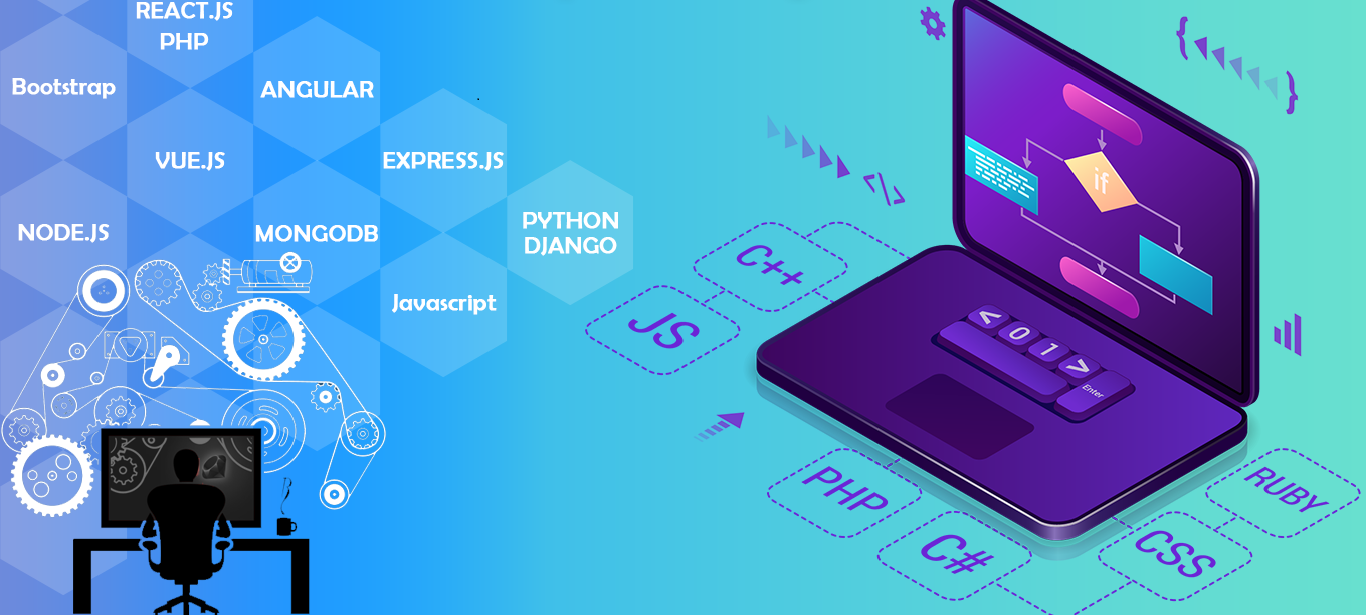 REACT.JS
PHP
Bootstrap
ANGULAR
VUE.JS
EXPRESS.JS
NODE.JS
MONGODB
PYTHON
DJANGO
Javascript
{ }
<\>
if
C++
JS
< 0 1 >
Enter
PHP
C#
CSS
RUBY